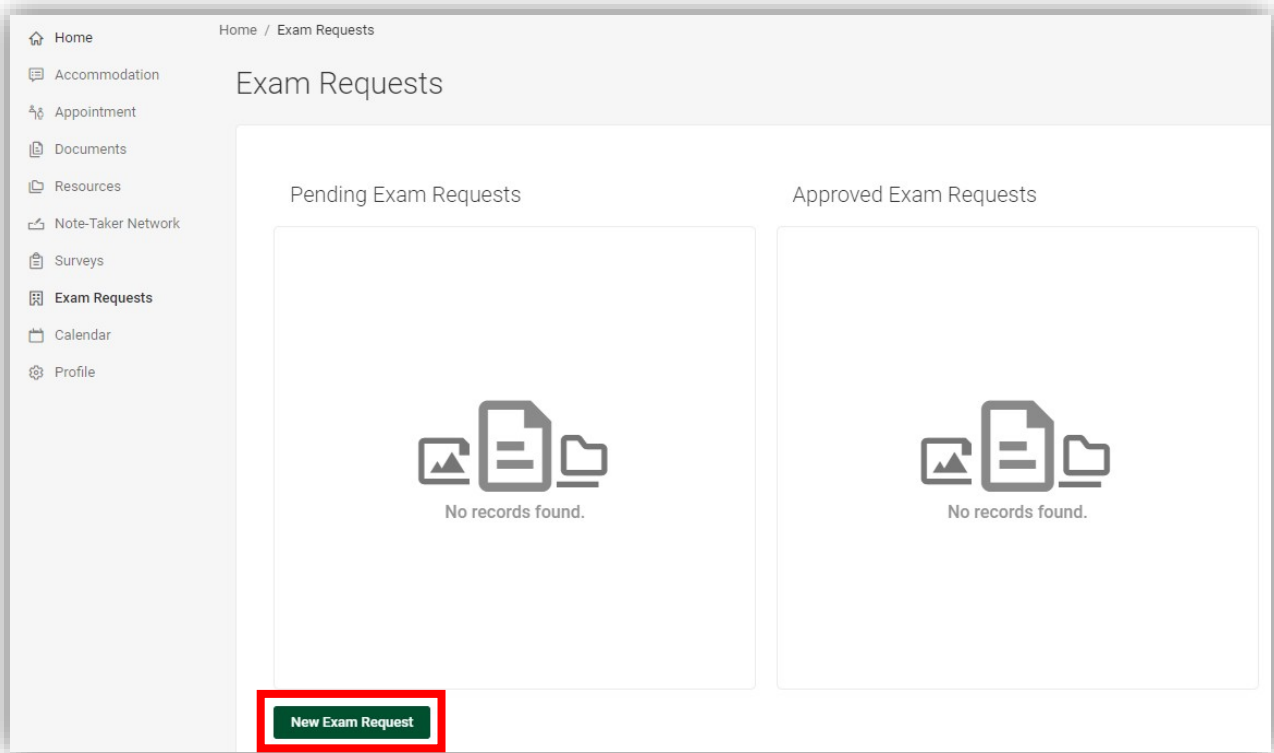 Home
Accommodation
Appointment
Documents
Resources
Note-Taker Network
Surveys
Exam Requests
Calendar
Profile
Home / Exam Requests
Exam Requests
Pending Exam Requests
No records found.
Approved Exam Requests
No records found.
New Exam Request